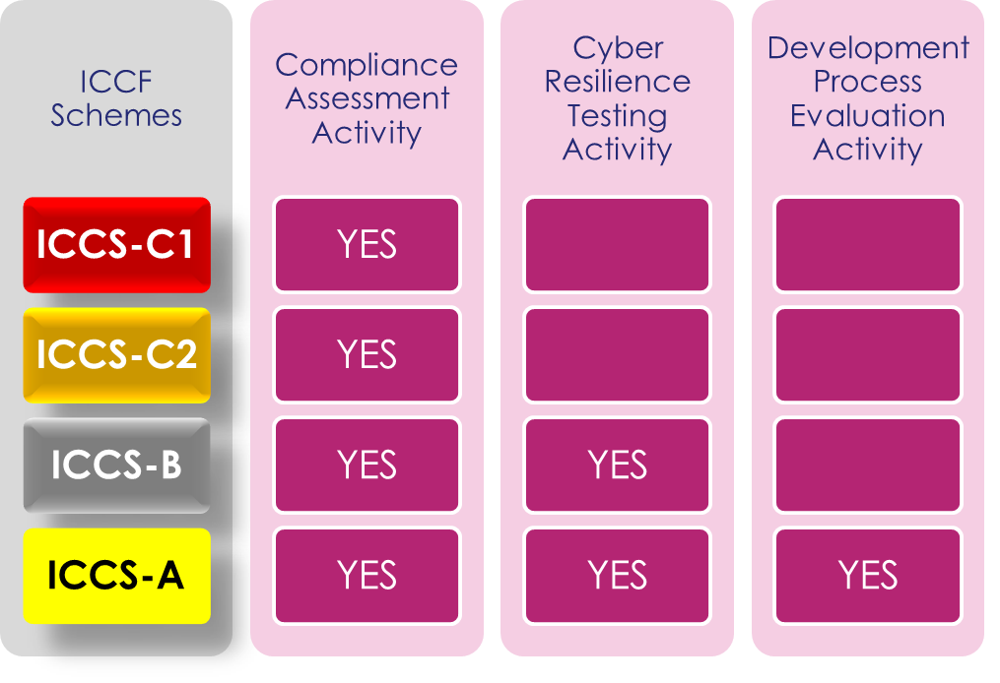 ICCF
Schemes
Compliance
Assessment
Activity
Cyber
Resilience
Testing
Activity
Development
Process
Evaluation
Activity
ICCS-C1
YES
ICCS-C2
YES
ICCS-B
YES
YES
ICCS-A
YES
YES
YES